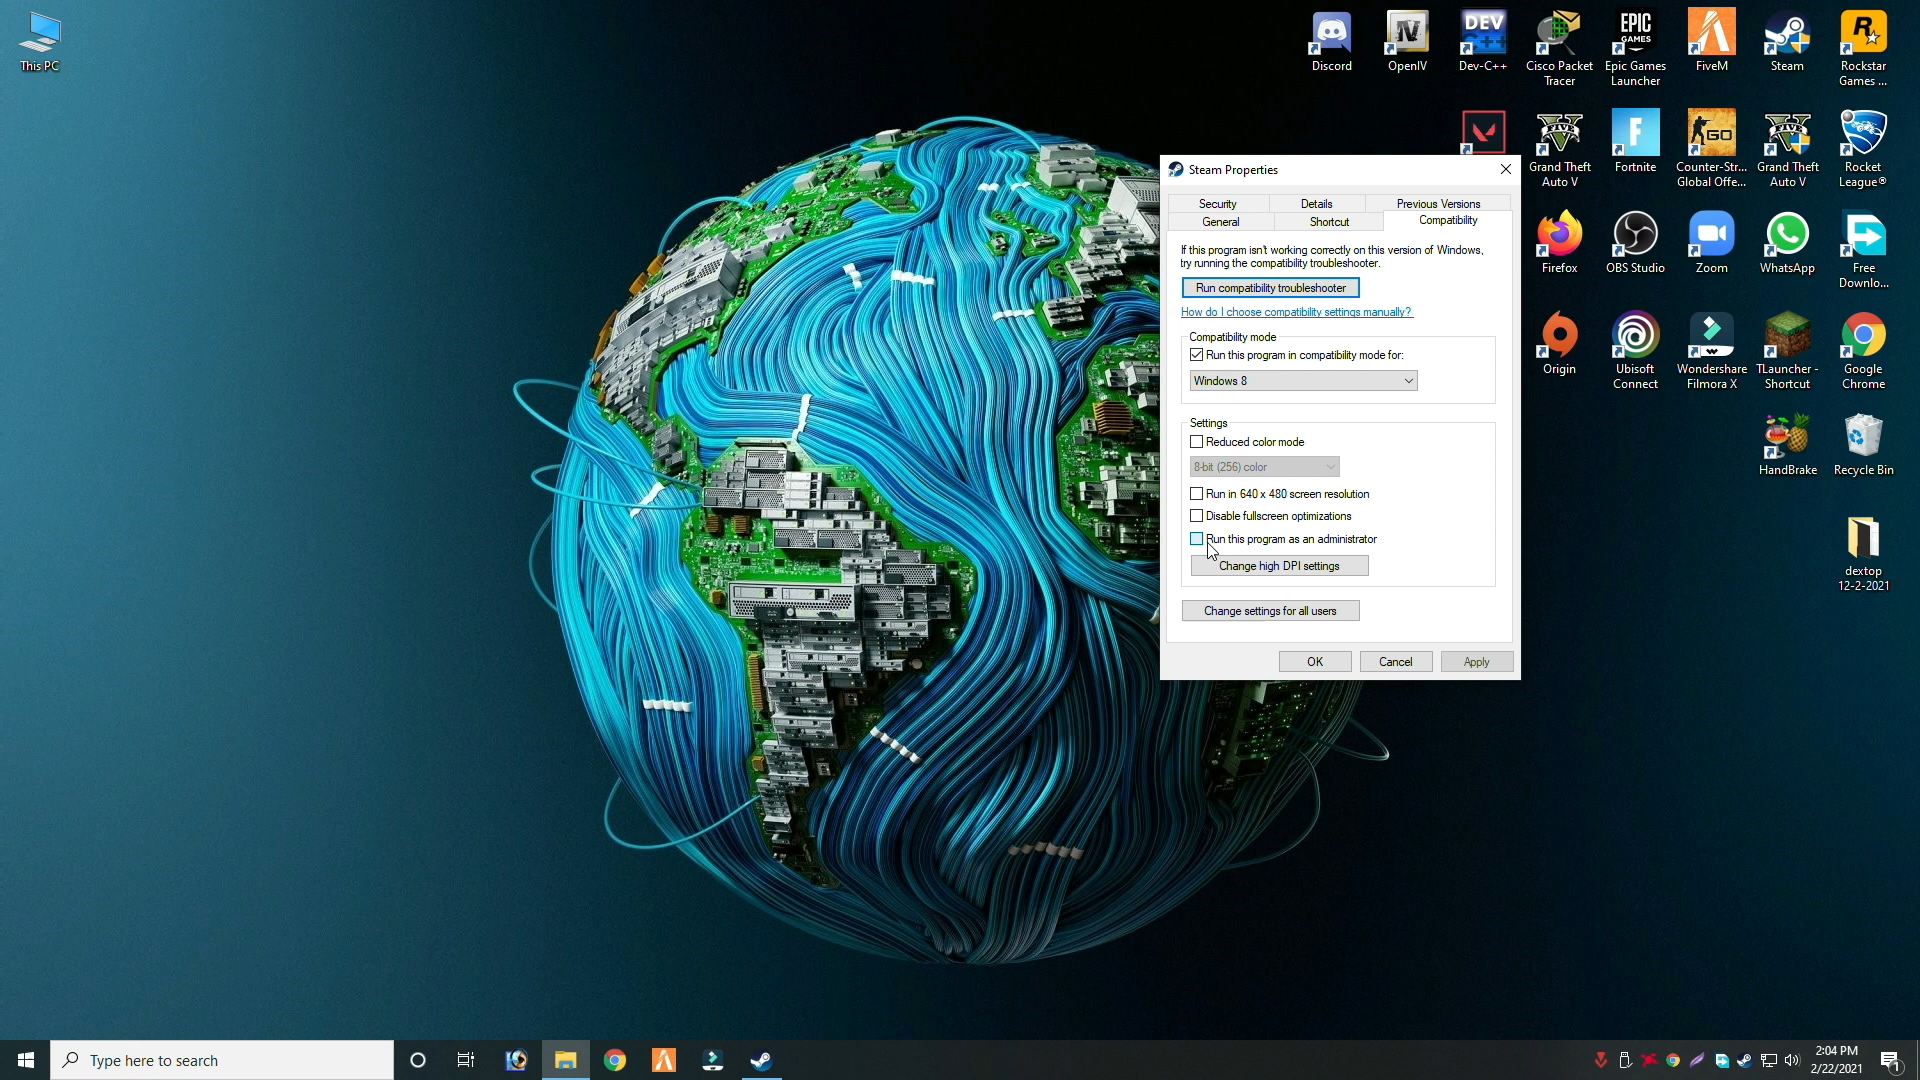 This PC
Discord
OpenIV
DEV
C++
Dev-C++
Cisco Packet
Tracer
EPIC
GAMES
Epic Games
Launcher
FiveM
Steam
R
Rockstar
Games ...
FIVE
Grand Theft
Auto V
Fortnite
GO
Counter-Str...
Global Offe...
FIVE
Grand Theft
Auto V
Rocket
League®
Firefox
OBS Studio
Zoom
WhatsApp
Free
Downlo...
Origin
Ubisoft
Connect
Wondershare
Filmora X
TLauncher -
Shortcut
Google
Chrome
HandBrake
Recycle Bin
dextop
12-2-2021
Steam Properties
Security
Details
Previous Versions
General
Shortcut
Compatibility
If this program isn't working correctly on this version of Windows,
try running the compatibility troubleshooter.
Run compatibility troubleshooter
How do I choose compatibility settings manually?
Compatibility mode
Run this program in compatibility mode for:
Windows 8
Settings
Reduced color mode
8-bit (256) color
Run in 640 x 480 screen resolution
Disable fullscreen optimizations
Run this program as an administrator
Change high DPI settings
Change settings for all users
OK
Cancel
Apply
Type here to search
2:04 PM
2/22/2021
1